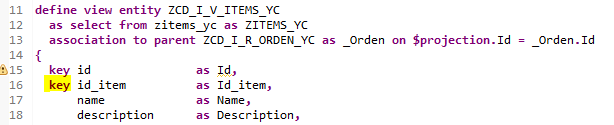 11 define view entity ZCD_I_V_ITEMS_YC
12 as select from zitems_yc as ZITEMS_YC
13 association to parent ZCD_I_R_ORDEN_YC as _Orden on $projection.Id = _Orden.Id
14 {
15 key id as Id,
16 key id_item as Id_item,
17 name as Name,
18 description as Description,